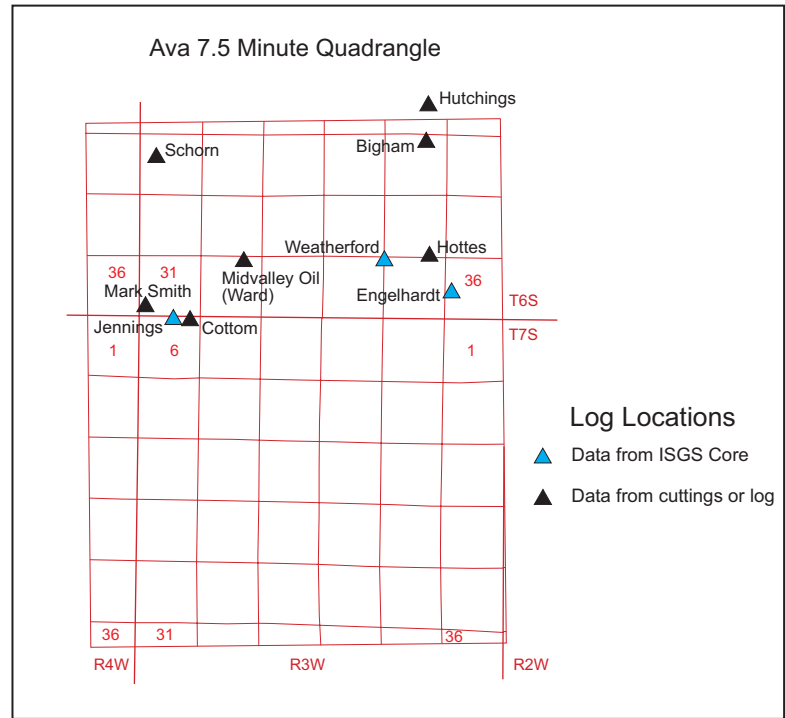 Ava 7.5 Minute Quadrangle
Hutchings
Bigham
Schorn
Weatherford
Hottes
36
31
Midvalley Oil
(Ward)
36
Mark Smith
Engelhardt
T6S
Jennings
Cottom
T7S
1
6
1
Log Locations
Data from ISGS Core
Data from cuttings or log
36
31
36
R4W
R3W
R2W